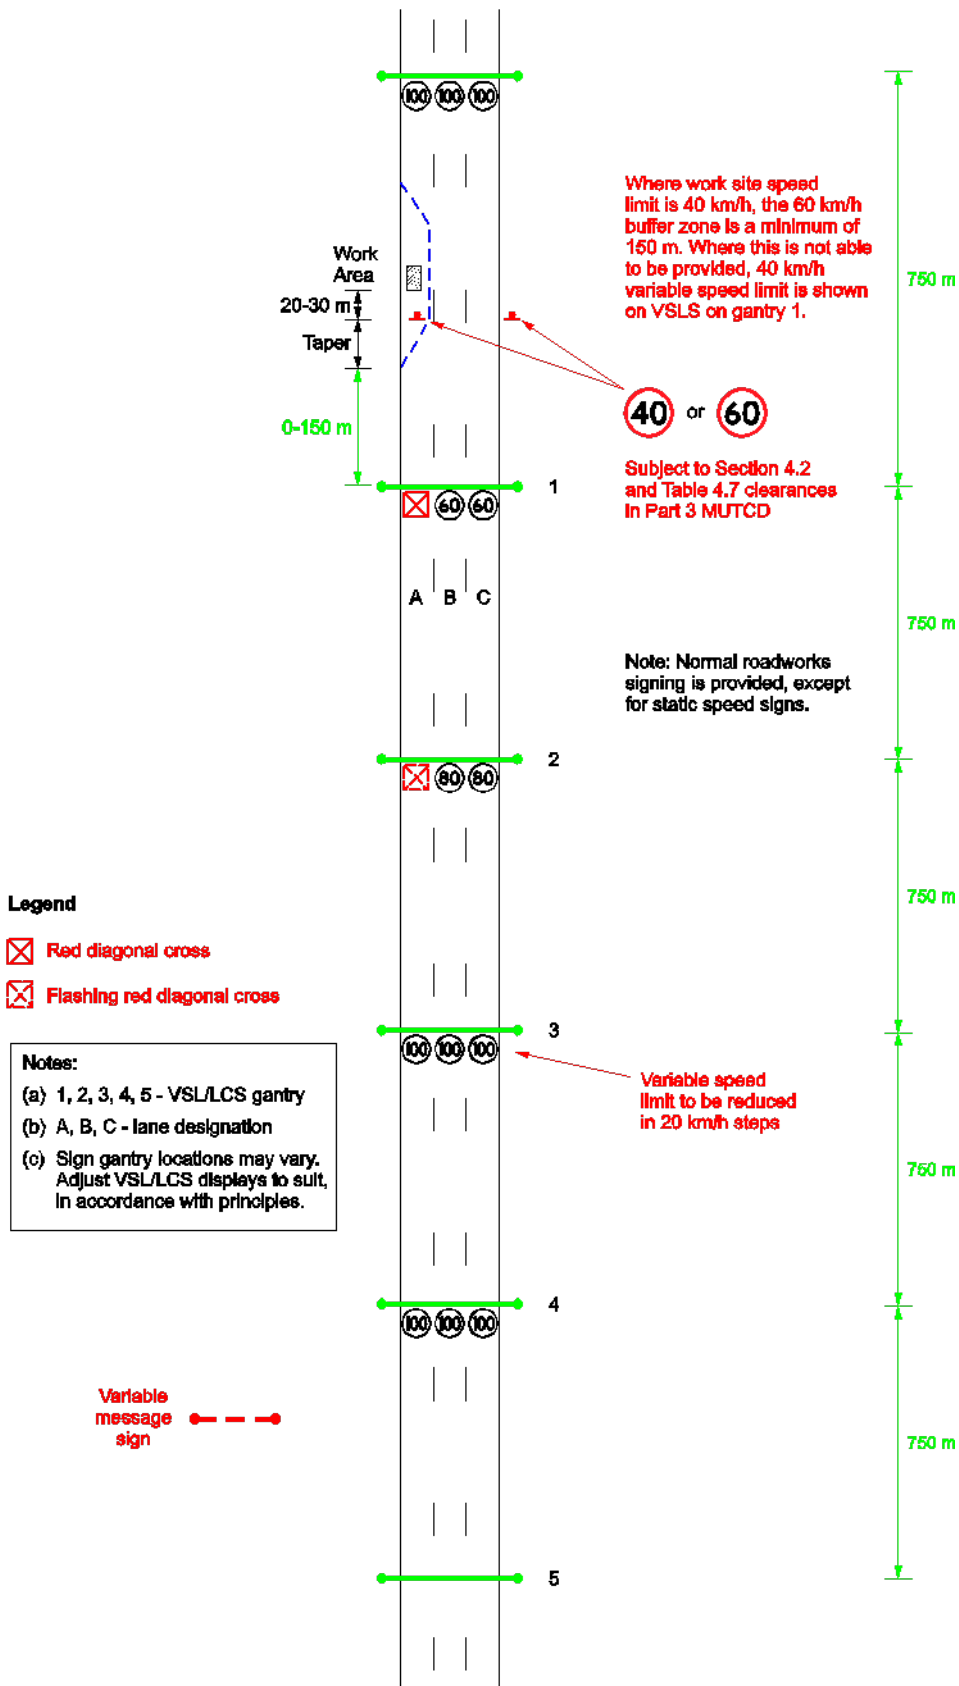 100 100 100
Where work site speed
limit is 40 km/h, the 60 km/h
buffer zone is a minimum of
150 m. Where this is not able
to be provided, 40 km/h
variable speed limit is shown
on VSLS on gantry 1.
Work
Area
750 m
20-30 m
Taper
40 or 60
0-150 m
Subject to Section 4.2
and Table 4.7 clearances
in Part 3 MUTCD
1
60 60
A B C
750 m
Note: Normal roadworks
signing is provided, except
for static speed signs.
2
80 80
750 m
Legend
Red diagonal cross
Flashing red diagonal cross
3
100 100 100
Notes:
(a) 1, 2, 3, 4, 5 - VSL/LCS gantry
(b) A, B, C - lane designation
(c) Sign gantry locations may vary.
Adjust VSL/LCS displays to suit,
in accordance with principles.
Variable speed
limit to be reduced
in 20 km/h steps
750 m
4
100 100 100
Variable
message
sign
750 m
5